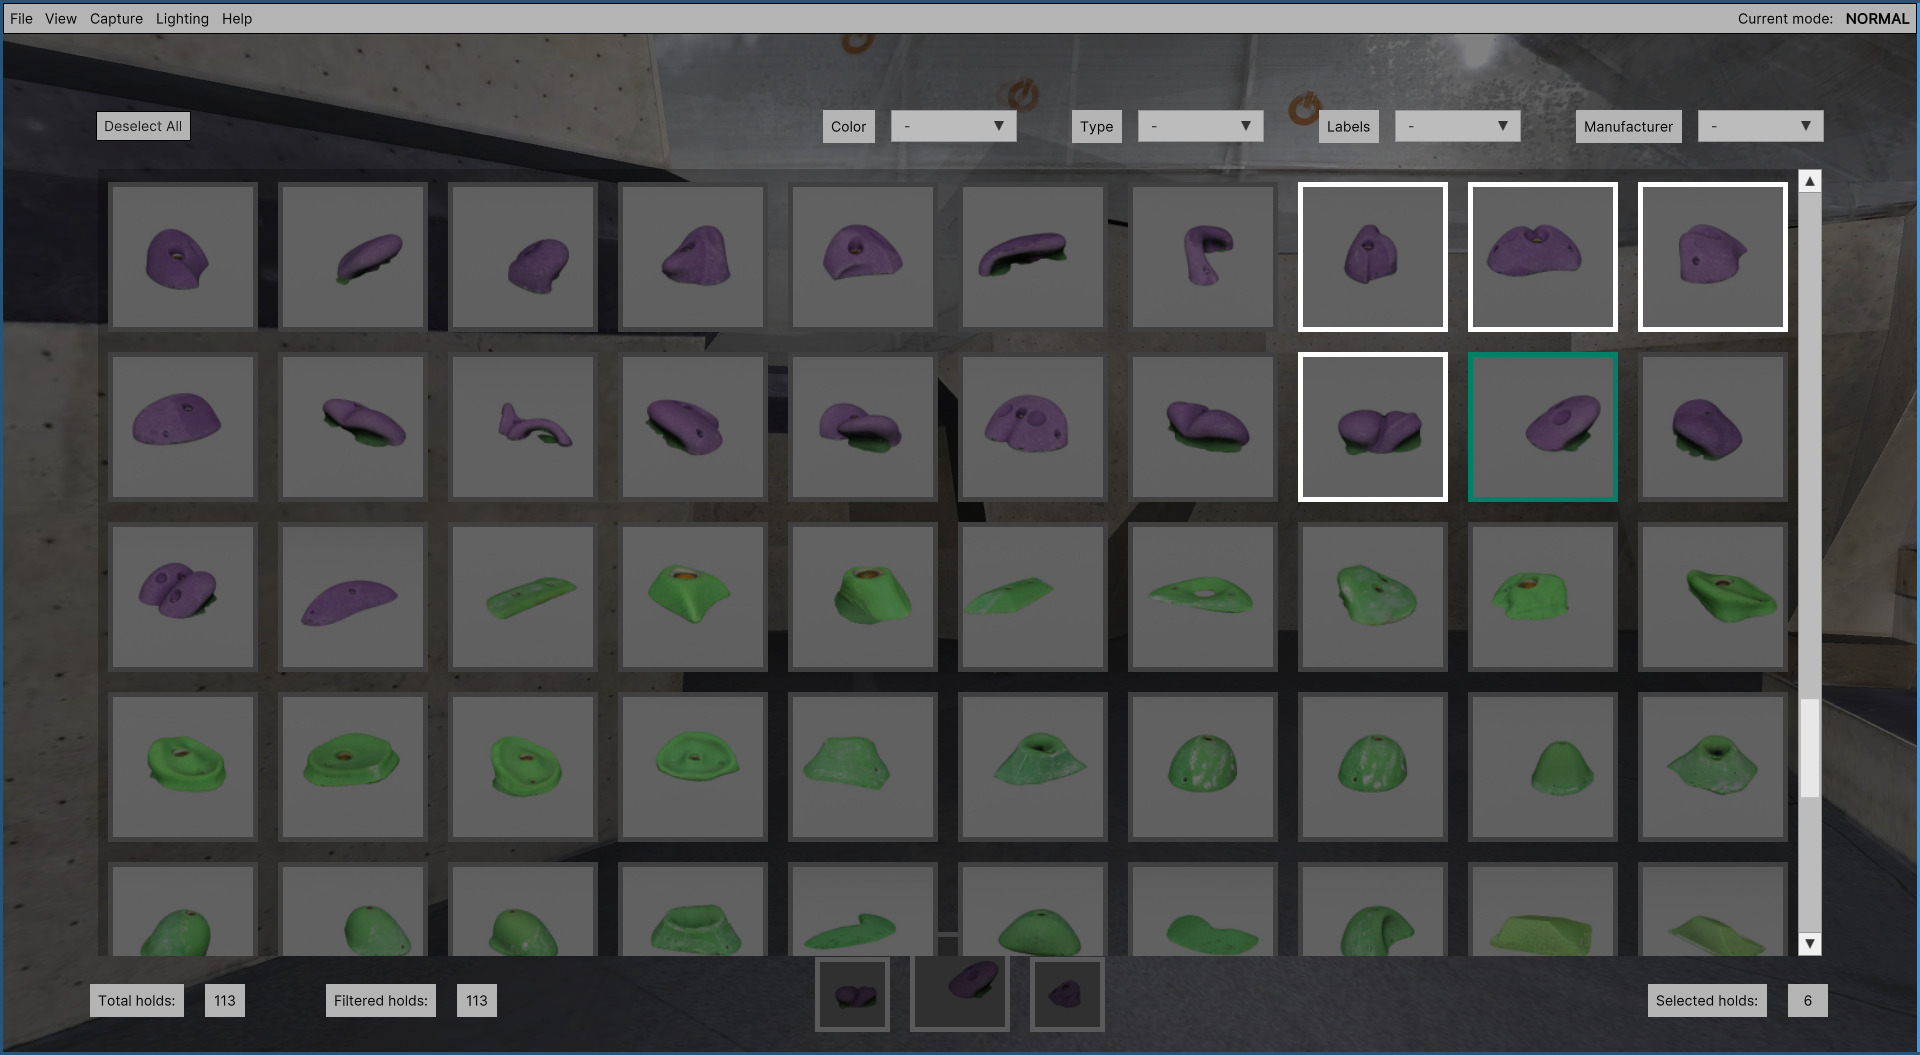 File View Capture Lighting Help Current mode: NORMAL
Deselect All Color - Type - Labels - Manufacturer -
Total holds: 113 Filtered holds: 113 Selected holds: 6